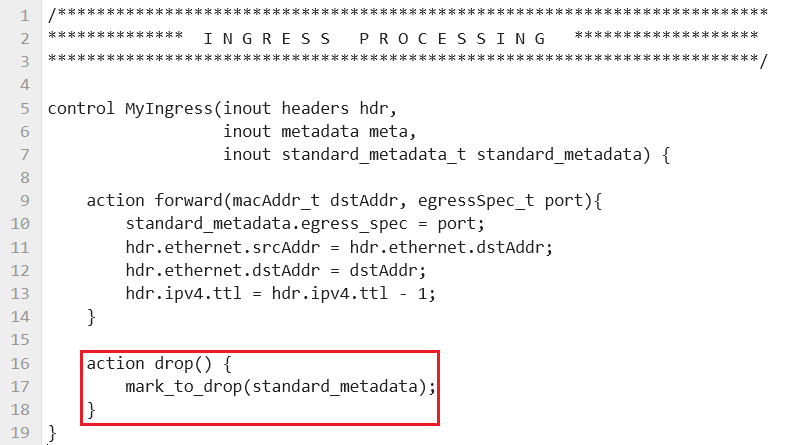 1 /*************************************************************************
2 ************** I N G R E S S   P R O C E S S I N G   *******************
3 *************************************************************************/
4
5 control MyIngress(inout headers hdr,
6                   inout metadata meta,
7                   inout standard_metadata_t standard_metadata) {
8
9     action forward(macAddr_t dstAddr, egressSpec_t port){
10         standard_metadata.egress_spec = port;
11         hdr.ethernet.srcAddr = hdr.ethernet.dstAddr;
12         hdr.ethernet.dstAddr = dstAddr;
13         hdr.ipv4.ttl = hdr.ipv4.ttl - 1;
14     }
15
16     action drop() {
17         mark_to_drop(standard_metadata);
18     }
19 }